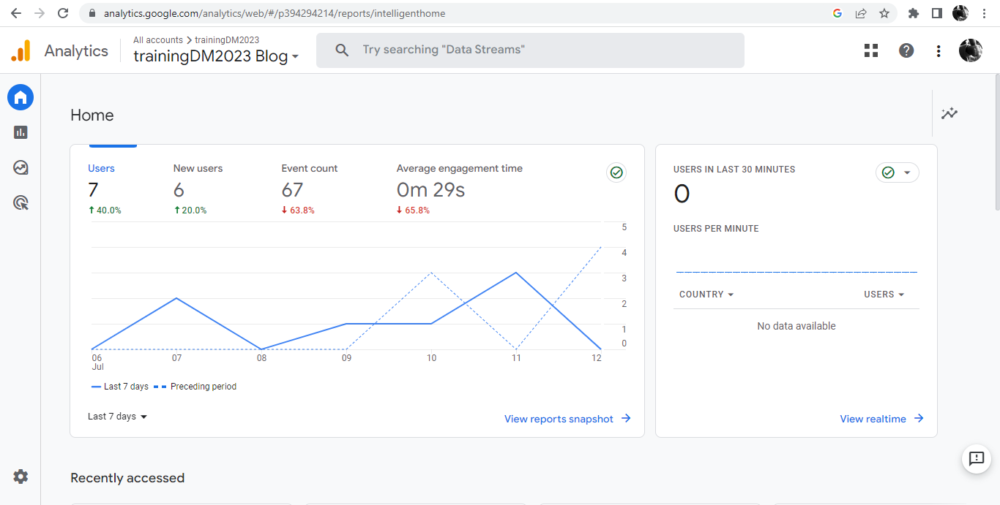 analytics.google.com/analytics/web/#/p394294214/reports/intelligenthome
Analytics
All accounts > trainingDM2023
trainingDM2023 Blog
Try searching "Data Streams"
Home
Users
7
↑ 40.0%
New users
6
↑ 20.0%
Event count
67
↓ 63.8%
Average engagement time
0m 29s
↓ 65.8%
5
4
3
2
1
0
06 07 08 09 10 11 12
Jul
Last 7 days Preceding period
Last 7 days
View reports snapshot →
USERS IN LAST 30 MINUTES
0
USERS PER MINUTE
COUNTRY USERS
No data available
View realtime →
Recently accessed